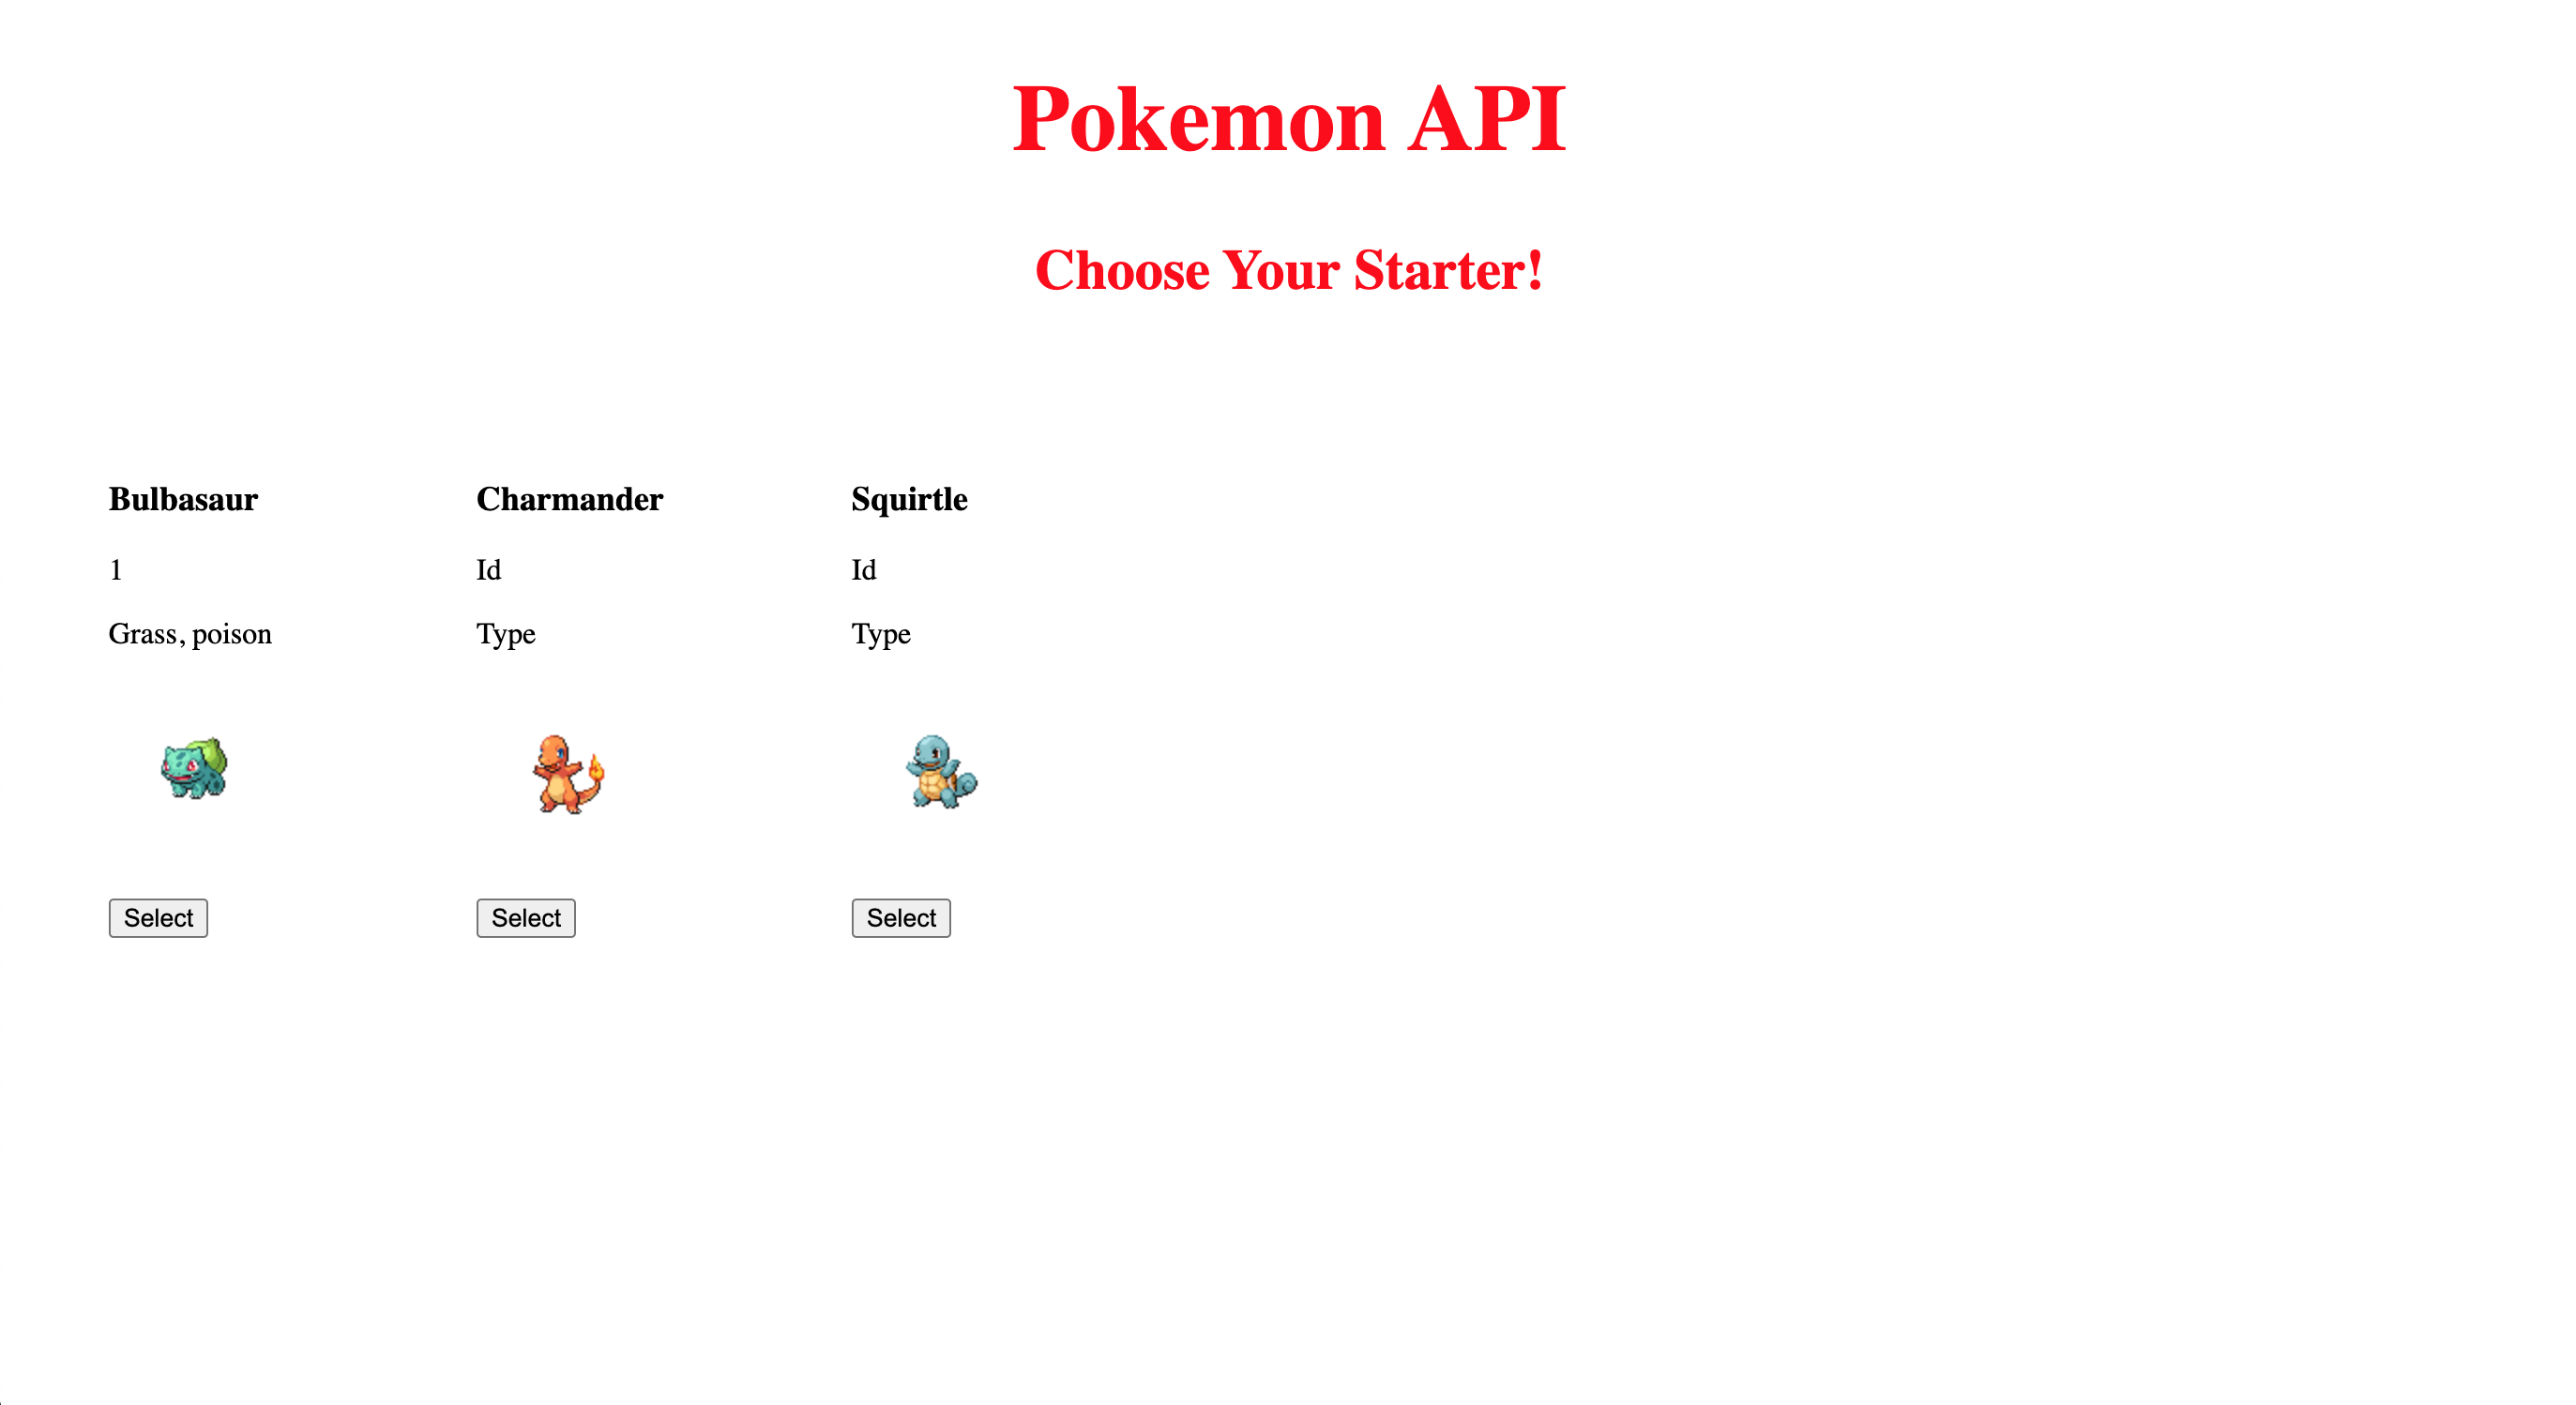 Pokemon API
Choose Your Starter!
Bulbasaur
1
Grass, poison
Select
Charmander
Id
Type
Select
Squirtle
Id
Type
Select